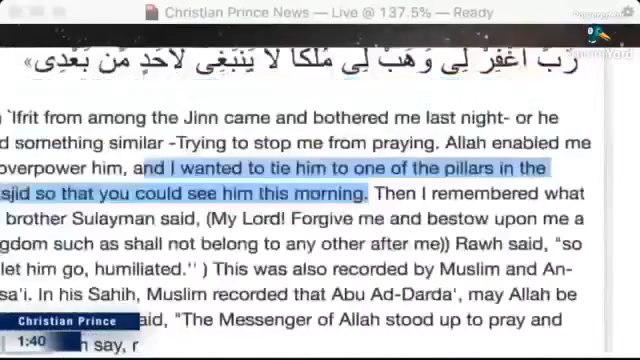 Christian Prince News — Live @ 137.5% — Ready
رَبِّ اغْفِرْ لِي وَهَبْ لِي مُلْكًا لَا يَنْبَغِي لِأَحَدٍ مِّن بَعْدِي»
`Ifrit from among the Jinn came and bothered me last night- or he
something similar -Trying to stop me from praying. Allah enabled me
overpower him, and I wanted to tie him to one of the pillars in the
sjid so that you could see him this morning. Then I remembered what
brother Sulayman said, (My Lord! Forgive me and bestow upon me a
gdom such as shall not belong to any other after me)) Rawh said, "so
let him go, humiliated.'' ) This was also recorded by Muslim and An-
sa'i. In his Sahih, Muslim recorded that Abu Ad-Darda', may Allah be
aid, "The Messenger of Allah stood up to pray and
say, r
Christian Prince
1:40